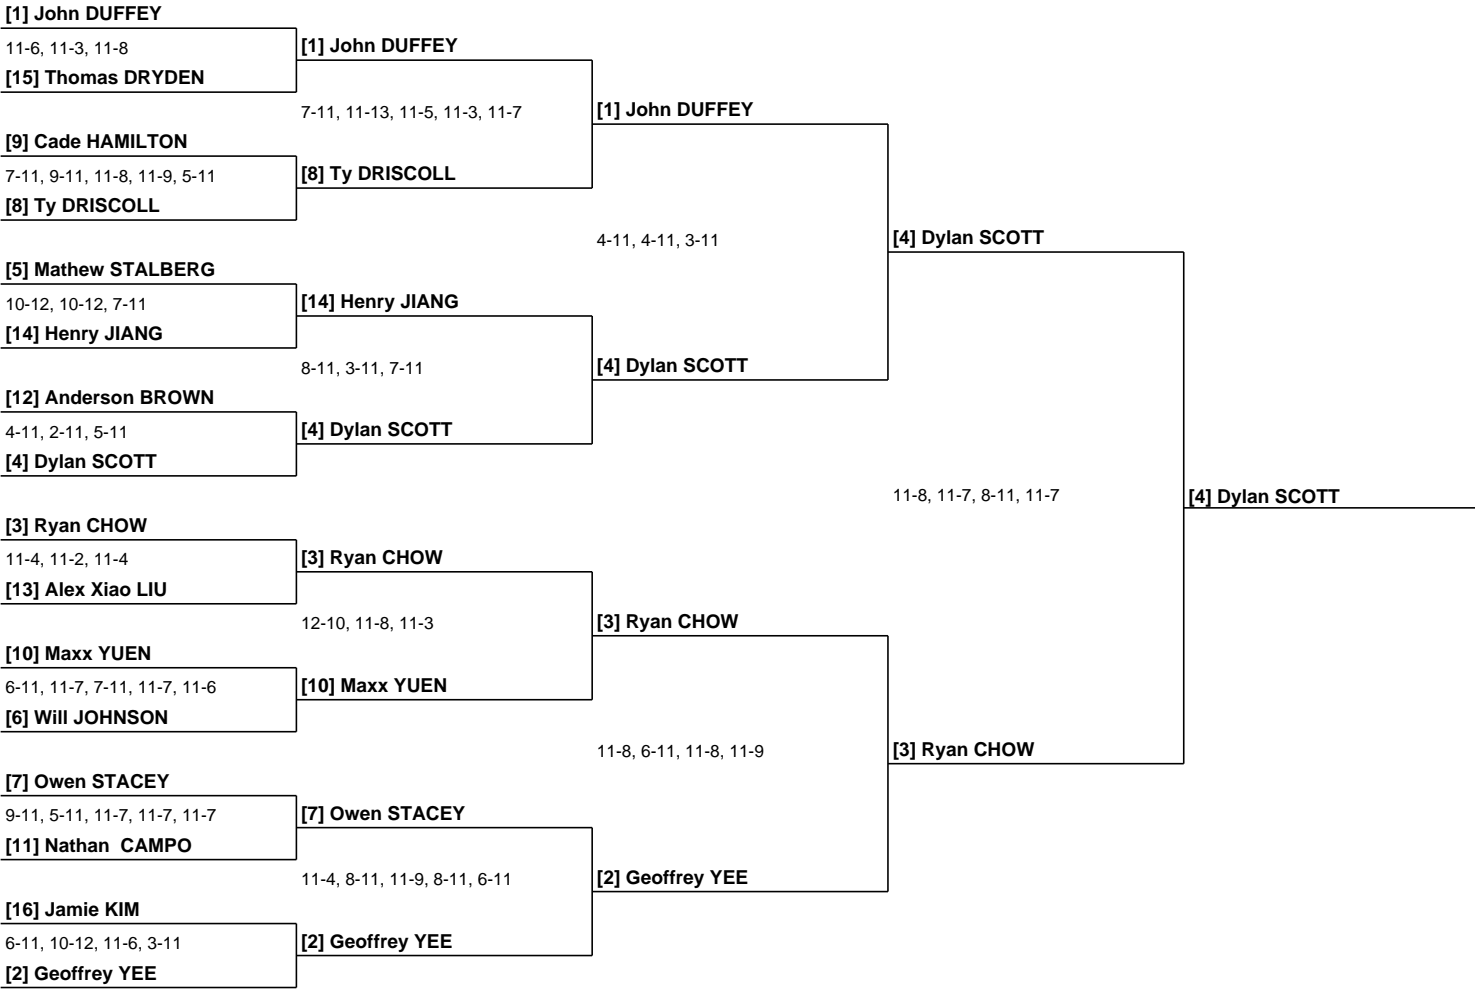 [1] John DUFFEY
11-6, 11-3, 11-8
[15] Thomas DRYDEN
[9] Cade HAMILTON
7-11, 9-11, 11-8, 11-9, 5-11
[8] Ty DRISCOLL
[5] Mathew STALBERG
10-12, 10-12, 7-11
[14] Henry JIANG
[12] Anderson BROWN
4-11, 2-11, 5-11
[4] Dylan SCOTT
[3] Ryan CHOW
11-4, 11-2, 11-4
[13] Alex Xiao LIU
[10] Maxx YUEN
6-11, 11-7, 7-11, 11-7, 11-6
[6] Will JOHNSON
[7] Owen STACEY
9-11, 5-11, 11-7, 11-7, 11-7
[11] Nathan  CAMPO
[16] Jamie KIM
6-11, 10-12, 11-6, 3-11
[2] Geoffrey YEE
[1] John DUFFEY
7-11, 11-13, 11-5, 11-3, 11-7
[8] Ty DRISCOLL
[14] Henry JIANG
8-11, 3-11, 7-11
[4] Dylan SCOTT
[3] Ryan CHOW
12-10, 11-8, 11-3
[10] Maxx YUEN
[7] Owen STACEY
11-4, 8-11, 11-9, 8-11, 6-11
[2] Geoffrey YEE
[1] John DUFFEY
4-11, 4-11, 3-11
[4] Dylan SCOTT
[3] Ryan CHOW
11-8, 6-11, 11-8, 11-9
[2] Geoffrey YEE
[4] Dylan SCOTT
11-8, 11-7, 8-11, 11-7
[3] Ryan CHOW
[4] Dylan SCOTT